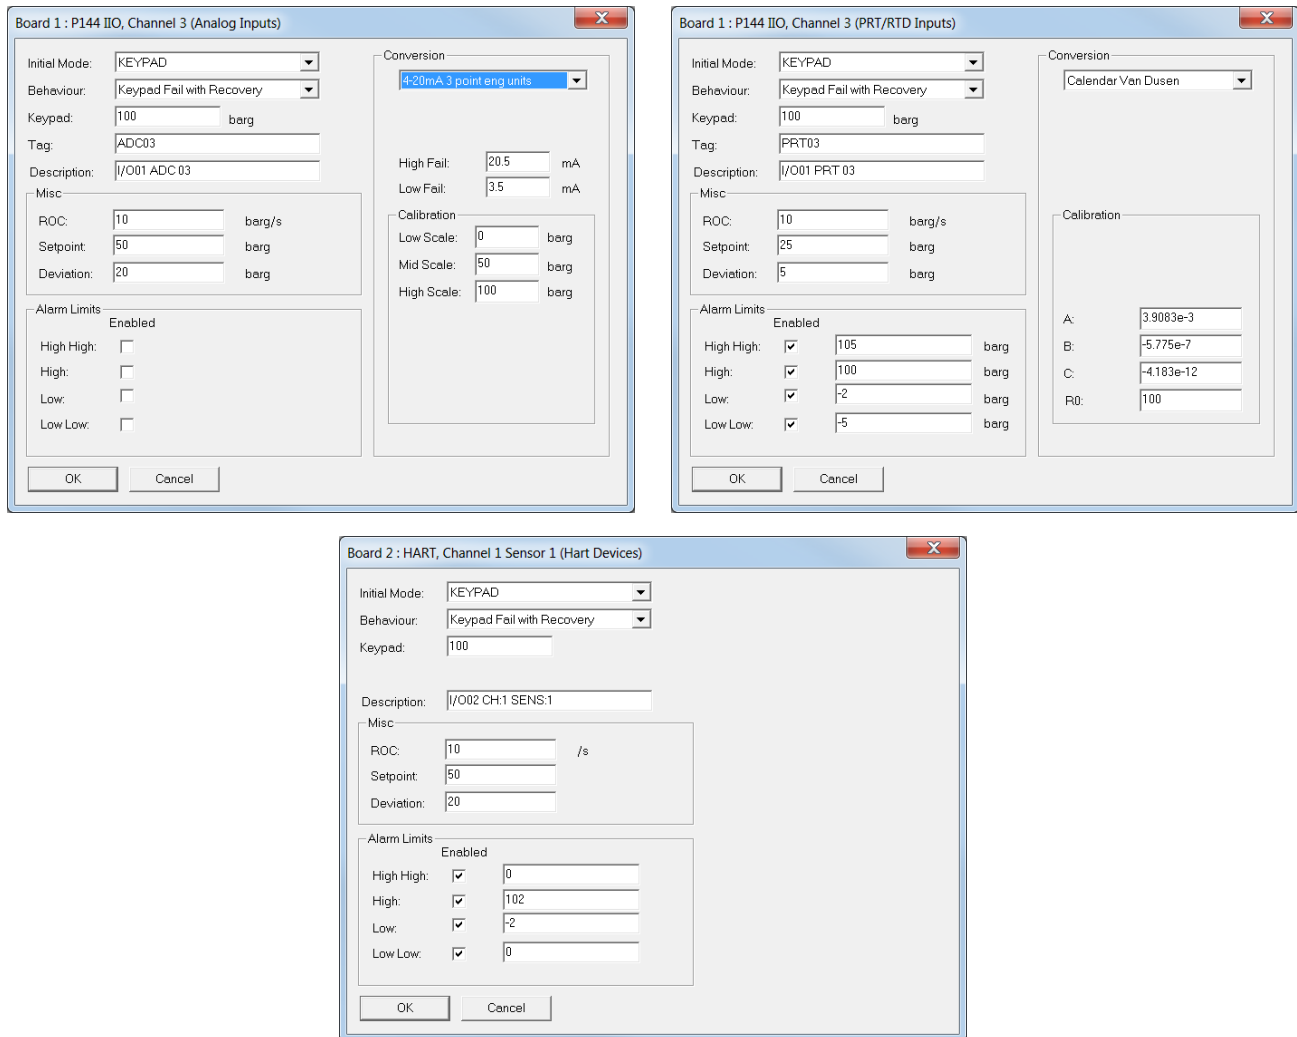 Board 1 : P144 IIO, Channel 3 (Analog Inputs)
Initial Mode: KEYPAD
Behaviour: Keypad Fail with Recovery
Keypad: 100 barg
Tag: ADC03
Description: I/O01 ADC 03
Misc
ROC: 10 barg/s
Setpoint: 50 barg
Deviation: 20 barg
Alarm Limits
Enabled
High High:
High:
Low:
Low Low:
Conversion
4-20mA 3 point eng units
High Fail: 20.5 mA
Low Fail: 3.5 mA
Calibration
Low Scale: 0 barg
Mid Scale: 50 barg
High Scale: 100 barg
OK Cancel
Board 1 : P144 IIO, Channel 3 (PRT/RTD Inputs)
Initial Mode: KEYPAD
Behaviour: Keypad Fail with Recovery
Keypad: 100 barg
Tag: PRT03
Description: I/O01 PRT 03
Misc
ROC: 10 barg/s
Setpoint: 25 barg
Deviation: 5 barg
Alarm Limits
Enabled
High High: 105 barg
High: 100 barg
Low: -2 barg
Low Low: -5 barg
Conversion
Calendar Van Dusen
Calibration
A: 3.9083e-3
B: -5.775e-7
C: -4.183e-12
R0: 100
OK Cancel
Board 2 : HART, Channel 1 Sensor 1 (Hart Devices)
Initial Mode: KEYPAD
Behaviour: Keypad Fail with Recovery
Keypad: 100
Description: I/O02 CH:1 SENS:1
Misc
ROC: 10 /s
Setpoint: 50
Deviation: 20
Alarm Limits
Enabled
High High: 0
High: 102
Low: -2
Low Low: 0
OK Cancel